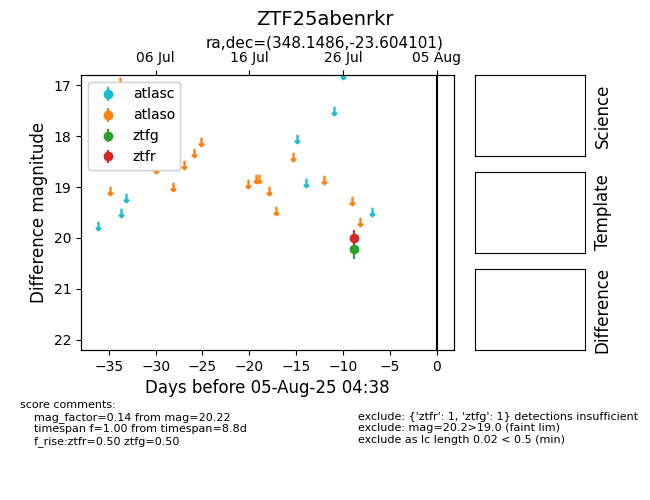 ZTF25abenrkr
ra,dec=(348.1486,-23.604101)
06 Jul
16 Jul
26 Jul
05 Aug
17
18
19
20
21
22
Difference magnitude
atlasc
atlaso
ztfg
ztfr
−35
−30
−25
−20
−15
−10
−5
0
Days before 05-Aug-25 04:38
Science
Template
Difference
score comments:
mag_factor=0.14 from mag=20.22
timespan f=1.00 from timespan=8.8d
f_rise:ztfr=0.50 ztfg=0.50
exclude: {'ztfr': 1, 'ztfg': 1} detections insufficient
exclude: mag=20.2>19.0 (faint lim)
exclude as lc length 0.02 < 0.5 (min)